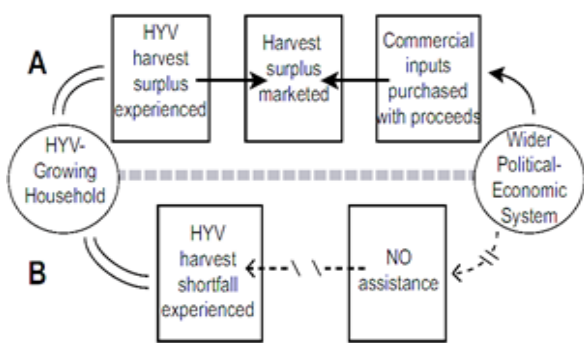 A
HYV
harvest
surplus
experienced
Harvest
surplus
marketed
Commercial
inputs
purchased
with proceeds
HYV-
Growing
Household
Wider
Political-
Economic
System
B
HYV
harvest
shortfall
experienced
NO
assistance